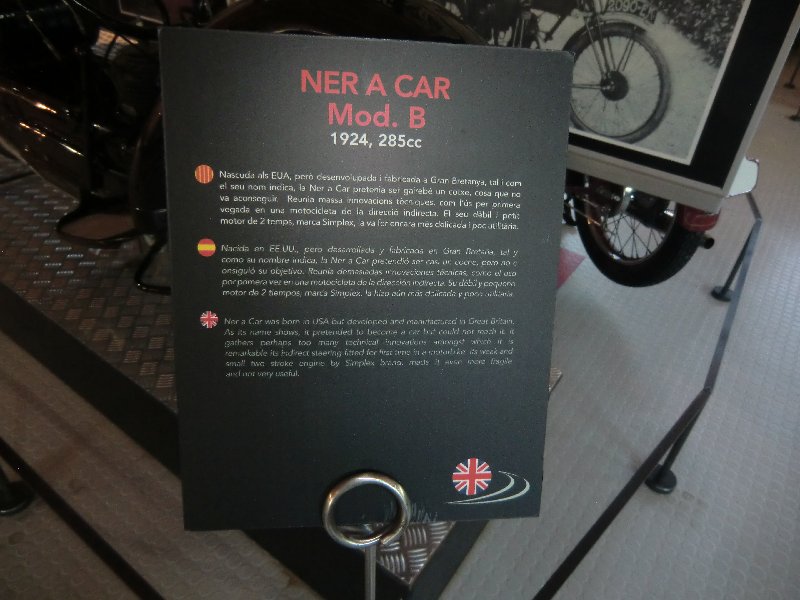 2090
NER A CAR
Mod. B
1924, 285cc
Nascuda als EUA, però desenvolupada i fabricada a Gran Bretanya, tal i com
el seu nom indica, la Ner a Car pretenia ser gairebé un cotxe, cosa que no
va aconseguir. Reunia massa innovacions tècniques, com l'ús per primera
vegada en una motocicleta de la direcció indirecta. El seu dèbil i petit
motor de 2 temps, marca Simplex, la va fer encara més delicada i poc utilitària.
Nacida en EE.UU., pero desarrollada y fabricada en Gran Bretaña, tal y
como su nombre indica, la Ner a Car pretendió ser casi un coche, pero no c
onsiguió su objetivo. Reunía demasiadas innovaciones técnicas, como el uso
por primera vez en una motocicleta de la dirección indirecta. Su débil y pequeño
motor de 2 tiempos, marca Simplex, la hizo aún más delicada y poco utilitaria.
Ner a Car was born in USA but developed and manufactured in Great Britain.
As its name shows, it pretended to become a car but could not reach it. It
gathers perhaps too many technical innovations amongst which it is
remarkable its indirect steering fitted for first time in a motorbike. Its weak and
small two stroke engine by Simplex brand, made it even more fragile
and not very useful.